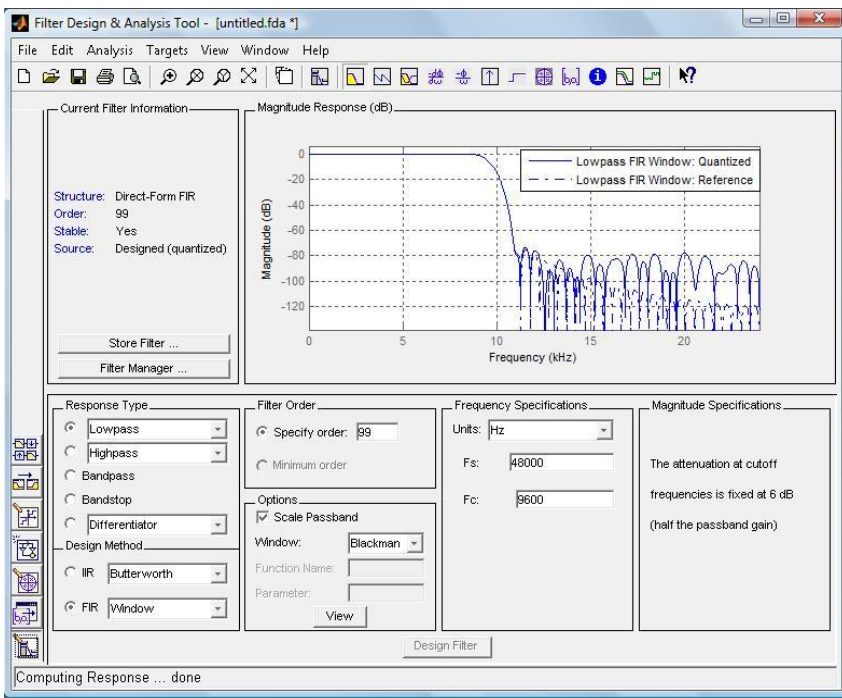 Filter Design & Analysis Tool - [untitled.fda *]
File Edit Analysis Targets View Window Help
Current Filter Information
Structure: Direct-Form FIR
Order: 99
Stable: Yes
Source: Designed (quantized)
Store Filter ...
Filter Manager ...
Magnitude Response (dB)
Lowpass FIR Window: Quantized
Lowpass FIR Window: Reference
Magnitude (dB)
0
-20
-40
-60
-80
-100
-120
0 5 10 15 20
Frequency (kHz)
Response Type
Lowpass
Highpass
Bandpass
Bandstop
Differentiator
Design Method
IIR Butterworth
FIR Window
Filter Order
Specify order: 99
Minimum order
Options
Scale Passband
Window: Blackman
Function Name:
Parameter:
View
Frequency Specifications
Units: Hz
Fs: 48000
Fc: 9600
Magnitude Specifications
The attenuation at cutoff
frequencies is fixed at 6 dB
(half the passband gain)
Design Filter
Computing Response ... done